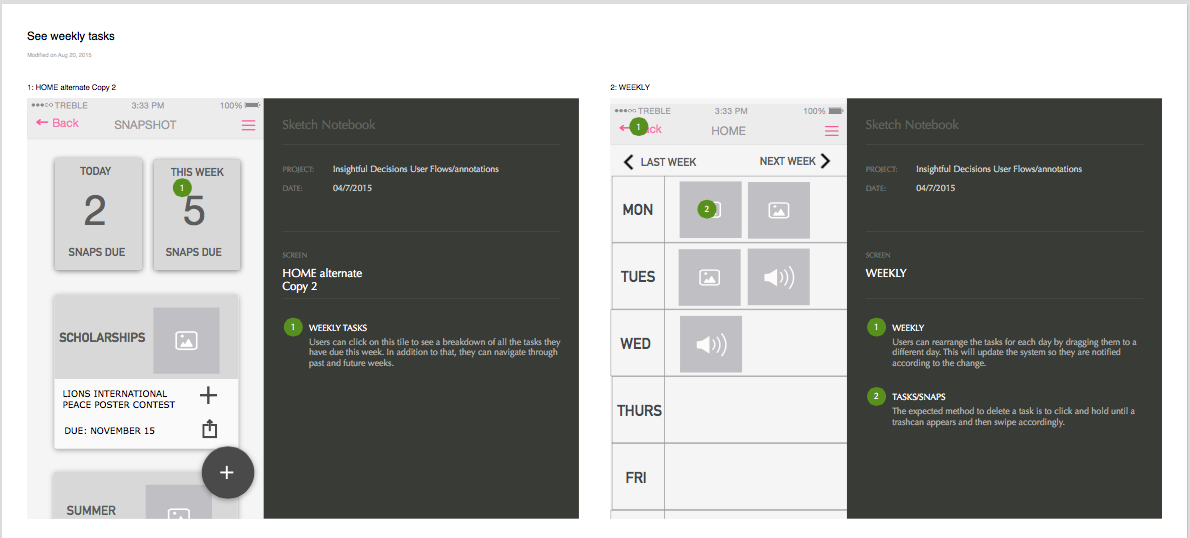 See weekly tasks
Modified on Aug 20, 2015
1: HOME alternate Copy 2
TREBLE 3:33 PM 100%
Back SNAPSHOT
TODAY
2
SNAPS DUE
THIS WEEK
1
5
SNAPS DUE
SCHOLARSHIPS
LIONS INTERNATIONAL
PEACE POSTER CONTEST
DUE: NOVEMBER 15
+
SUMMER
Sketch Notebook
PROJECT: Insightful Decisions User Flows/annotations
DATE: 04/7/2015
SCREEN
HOME alternate
Copy 2
1 WEEKLY TASKS
Users can click on this tile to see a breakdown of all the tasks they
have due this week. In addition to that, they can navigate through
past and future weeks.
2: WEEKLY
TREBLE 3:33 PM 100%
1 HOME
LAST WEEK NEXT WEEK
MON
2
TUES
WED
THURS
FRI
Sketch Notebook
PROJECT: Insightful Decisions User Flows/annotations
DATE: 04/7/2015
SCREEN
WEEKLY
1 WEEKLY
Users can rearrange the tasks for each day by dragging them to a
different day. This will update the system so they are notified
according to the change.
2 TASKS/SNAPS
The expected method to delete a task is to click and hold until a
trashcan appears and then swipe accordingly.